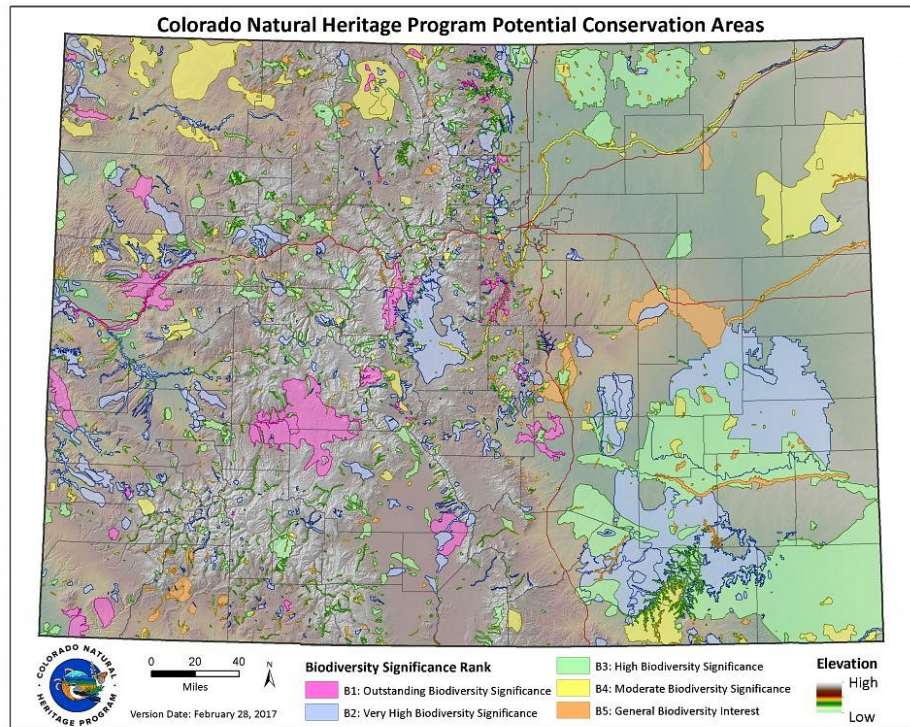 Colorado Natural Heritage Program Potential Conservation Areas
COLORADO NATURAL
HERITAGE PROGRAM
0 20 40
Miles
N
Version Date: February 28, 2017
Biodiversity Significance Rank
B1: Outstanding Biodiversity Significance
B2: Very High Biodiversity Significance
B3: High Biodiversity Significance
B4: Moderate Biodiversity Significance
B5: General Biodiversity Interest
Elevation
High
Low